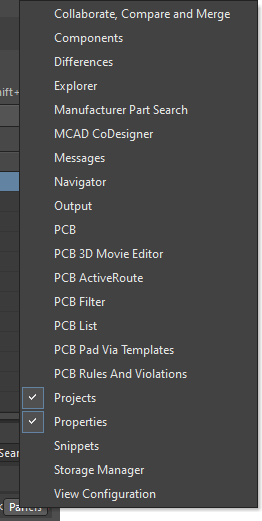 Collaborate, Compare and Merge
Components
Differences
Explorer
Manufacturer Part Search
MCAD CoDesigner
Messages
Navigator
Output
PCB
PCB 3D Movie Editor
PCB ActiveRoute
PCB Filter
PCB List
PCB Pad Via Templates
PCB Rules And Violations
Projects
Properties
Snippets
Storage Manager
View Configuration
Panels